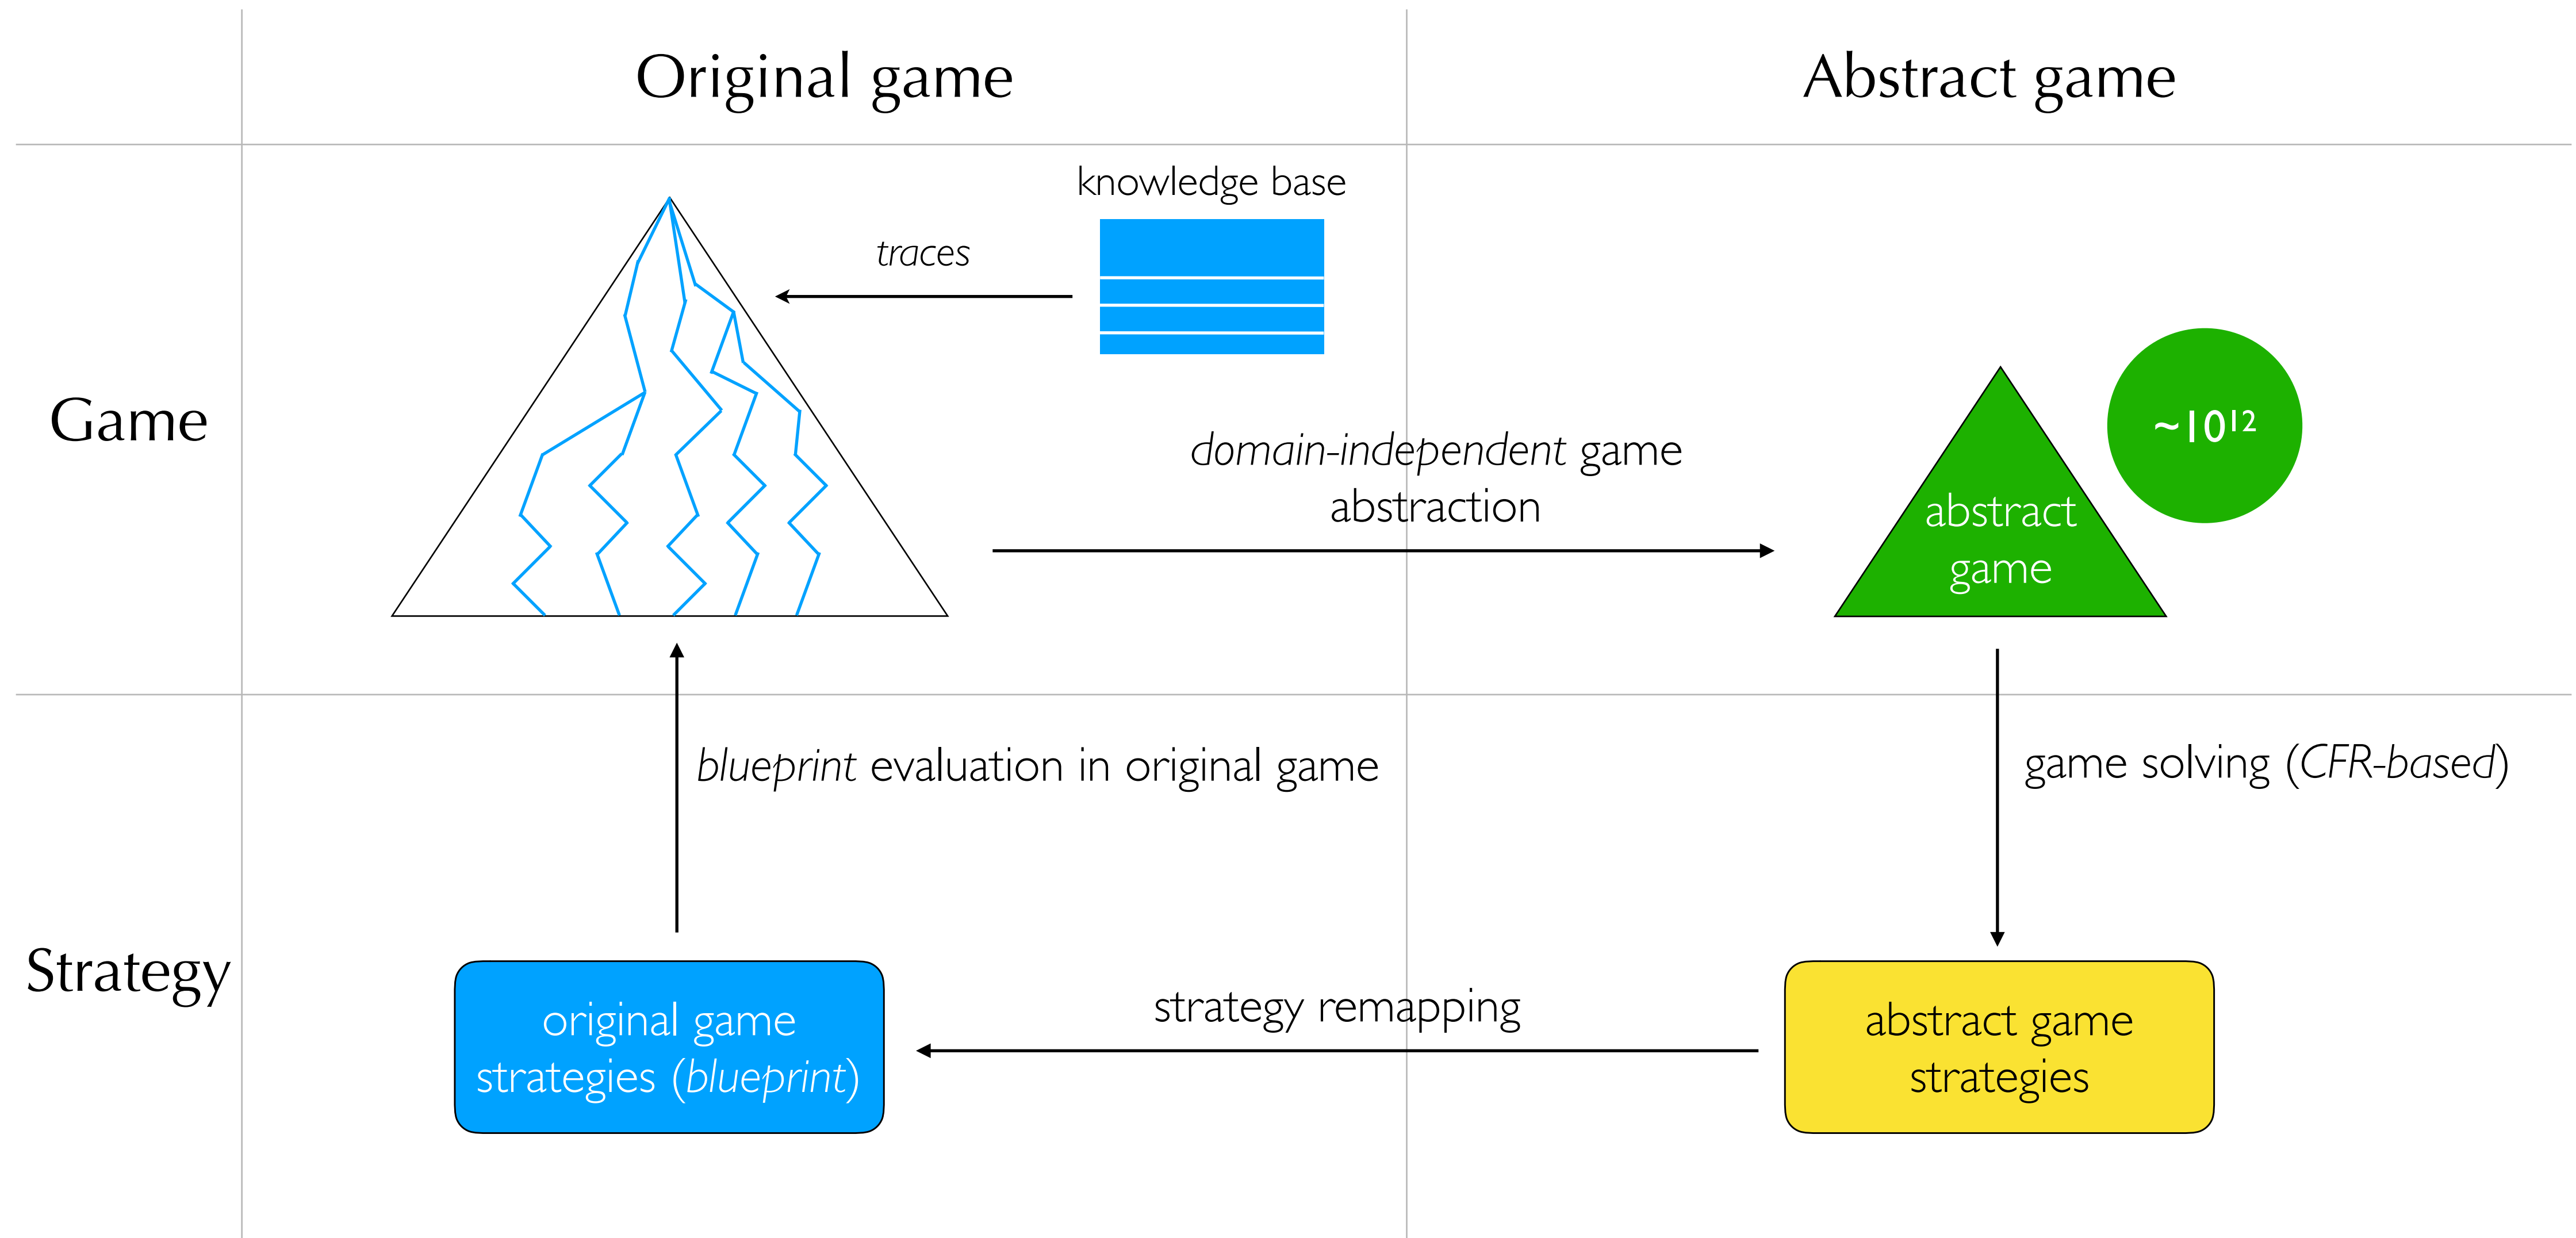 Original game
Abstract game
Game
knowledge base
traces
domain-independent game
abstraction
abstract
game
~10¹²
Strategy
blueprint evaluation in original game
game solving (CFR-based)
original game
strategies (blueprint)
strategy remapping
abstract game
strategies